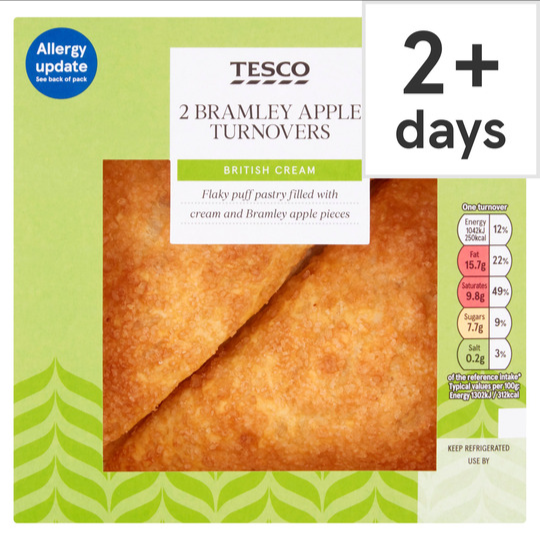 Allergy
update
See back of pack
2+
days
TESCO
2 BRAMLEY APPLE
TURNOVERS
BRITISH CREAM
Flaky puff pastry filled with
cream and Bramley apple pieces
One turnover
Energy
1042kJ
250kcal
12%
Fat
15.7g
22%
Saturates
9.8g
49%
Sugars
7.7g
9%
Salt
0.2g
3%
of the reference intake*
Typical values per 100g:
Energy 1302kJ / 312kcal
KEEP REFRIGERATED
USE BY